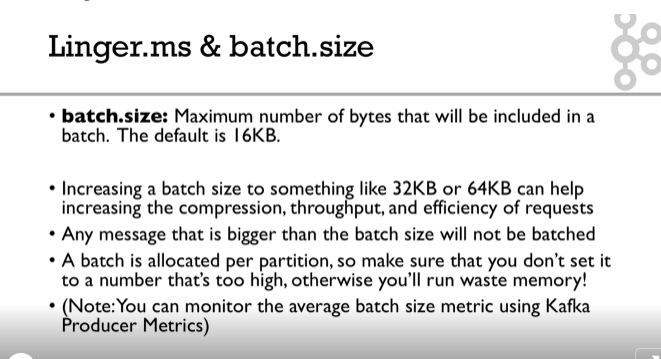 Linger.ms & batch.size
• batch.size: Maximum number of bytes that will be included in a
batch. The default is 16KB.
• Increasing a batch size to something like 32KB or 64KB can help
increasing the compression, throughput, and efficiency of requests
• Any message that is bigger than the batch size will not be batched
• A batch is allocated per partition, so make sure that you don't set it
to a number that's too high, otherwise you'll run waste memory!
• (Note: You can monitor the average batch size metric using Kafka
Producer Metrics)